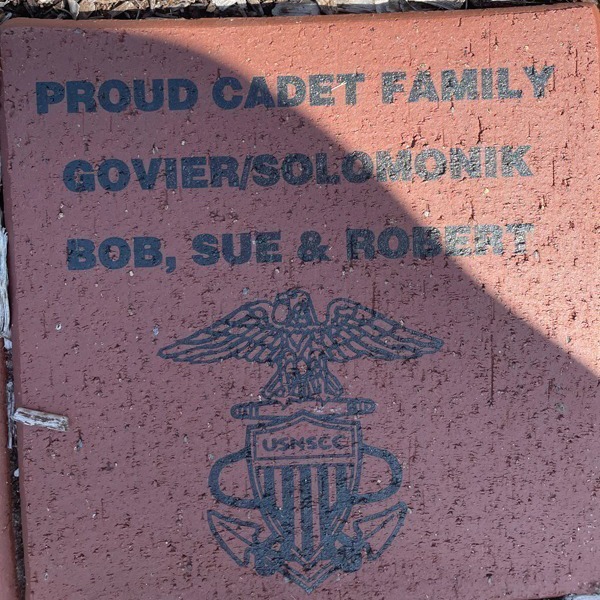 PROUD CADET FAMILY
GOVIER/SOLOMONIK
BOB, SUE & ROBERT
USNSCC